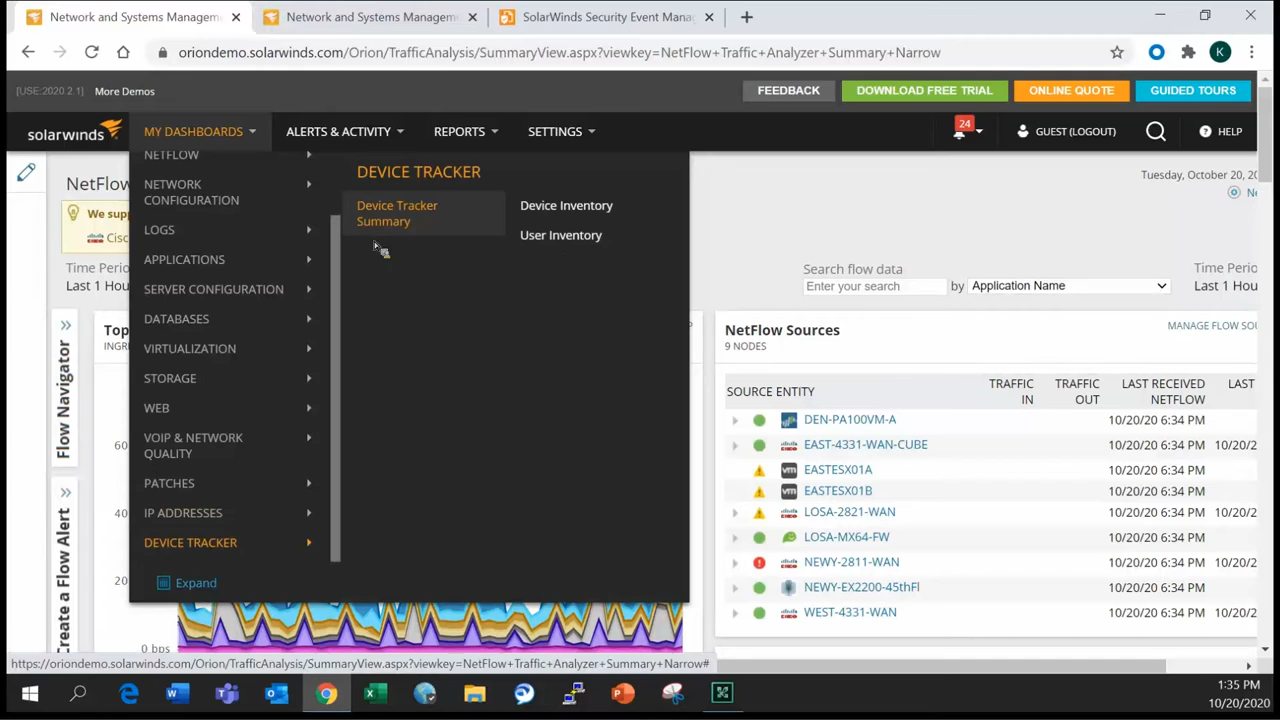 Network and Systems Manageme
Network and Systems Managem
SolarWinds Security Event Mana
oriondemo.solarwinds.com/Orion/TrafficAnalysis/SummaryView.aspx?viewkey=NetFlow+Traffic+Analyzer+Summary+Narrow
K
[USE:2020.2.1] More Demos
FEEDBACK
DOWNLOAD FREE TRIAL
ONLINE QUOTE
GUIDED TOURS
solarwinds
MY DASHBOARDS
ALERTS & ACTIVITY
REPORTS
SETTINGS
24
GUEST (LOGOUT)
HELP
NETFLOW
NETWORK
CONFIGURATION
LOGS
APPLICATIONS
SERVER CONFIGURATION
DATABASES
VIRTUALIZATION
STORAGE
WEB
VOIP & NETWORK
QUALITY
PATCHES
IP ADDRESSES
DEVICE TRACKER
Expand
DEVICE TRACKER
Device Tracker
Summary
Device Inventory
User Inventory
NetFlow
We supp
Cisc
Time Period
Last 1 Hou
Tuesday, October 20, 20
Ne
Search flow data
Enter your search
by
Application Name
Time Perio
Last 1 Hou
Flow Navigator
Create a Flow Alert
Top
INGRE
60
40
20
0 bps
NetFlow Sources
9 NODES
MANAGE FLOW SOU
SOURCE ENTITY
TRAFFIC
IN
TRAFFIC
OUT
LAST RECEIVED
NETFLOW
LAST
DEN-PA100VM-A 10/20/20 6:34 PM
EAST-4331-WAN-CUBE 10/20/20 6:34 PM 10/20/2
EASTESX01A 10/20/20 6:34 PM
EASTESX01B 10/20/20 6:34 PM
LOSA-2821-WAN 10/20/20 6:34 PM 10/20/2
LOSA-MX64-FW 10/20/20 6:34 PM
NEWY-2811-WAN 10/20/20 6:34 PM 10/20/2
NEWY-EX2200-45thFl 10/20/20 6:34 PM
WEST-4331-WAN 10/20/20 6:34 PM 10/20/2
https://oriondemo.solarwinds.com/Orion/TrafficAnalysis/SummaryView.aspx?viewkey=NetFlow+Traffic+Analyzer+Summary+Narrow#
1:35 PM
10/20/2020